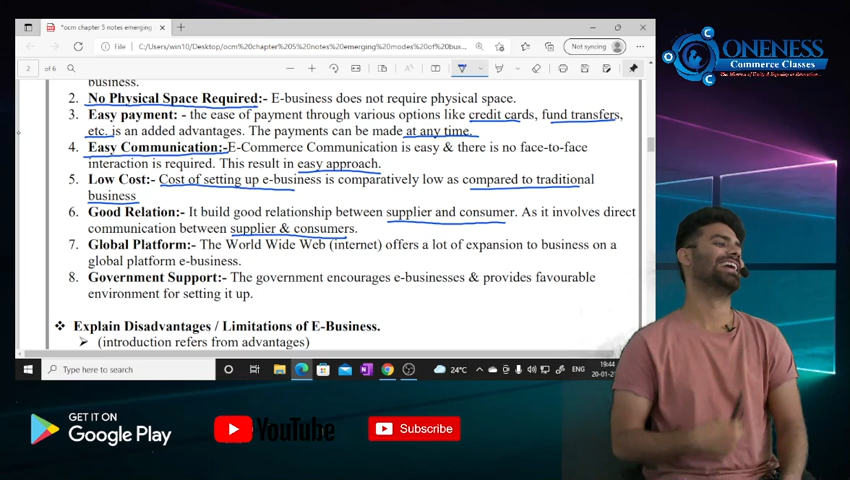 *ocm chapter 5 notes emerging
File
C:/Users/win10/Desktop/ocm%20chapter%205%20notes%20emerging%20modes%20of%20bus...
Not syncing
ONENESS
Commerce Classes
2 of 6
business.
2. No Physical Space Required:- E-business does not require physical space.
3. Easy payment: - the ease of payment through various options like credit cards, fund transfers,
etc. is an added advantages. The payments can be made at any time.
4. Easy Communication:-E-Commerce Communication is easy & there is no face-to-face
interaction is required. This result in easy approach.
5. Low Cost:- Cost of setting up e-business is comparatively low as compared to traditional
business
6. Good Relation:- It build good relationship between supplier and consumer. As it involves direct
communication between supplier & consumers.
7. Global Platform:- The World Wide Web (internet) offers a lot of expansion to business on a
global platform e-business.
8. Government Support:- The government encourages e-businesses & provides favourable
environment for setting it up.
❖ Explain Disadvantages / Limitations of E-Business.
➢ (introduction refers from advantages)
Type here to search
24°C
ENG
19:44
GET IT ON
Google Play
YouTube
Subscribe